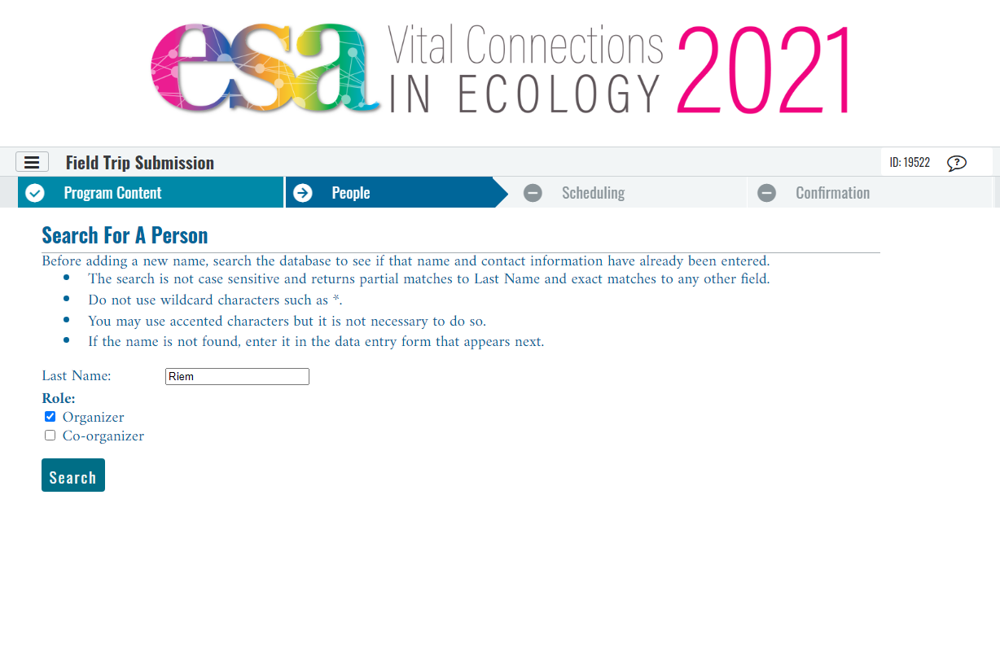 esa Vital Connections IN ECOLOGY 2021
Field Trip Submission ID: 19522 ?
Program Content People Scheduling Confirmation
Search For A Person
Before adding a new name, search the database to see if that name and contact information have already been entered.
The search is not case sensitive and returns partial matches to Last Name and exact matches to any other field.
Do not use wildcard characters such as *.
You may use accented characters but it is not necessary to do so.
If the name is not found, enter it in the data entry form that appears next.
Last Name: Riem
Role:
Organizer
Co-organizer
Search